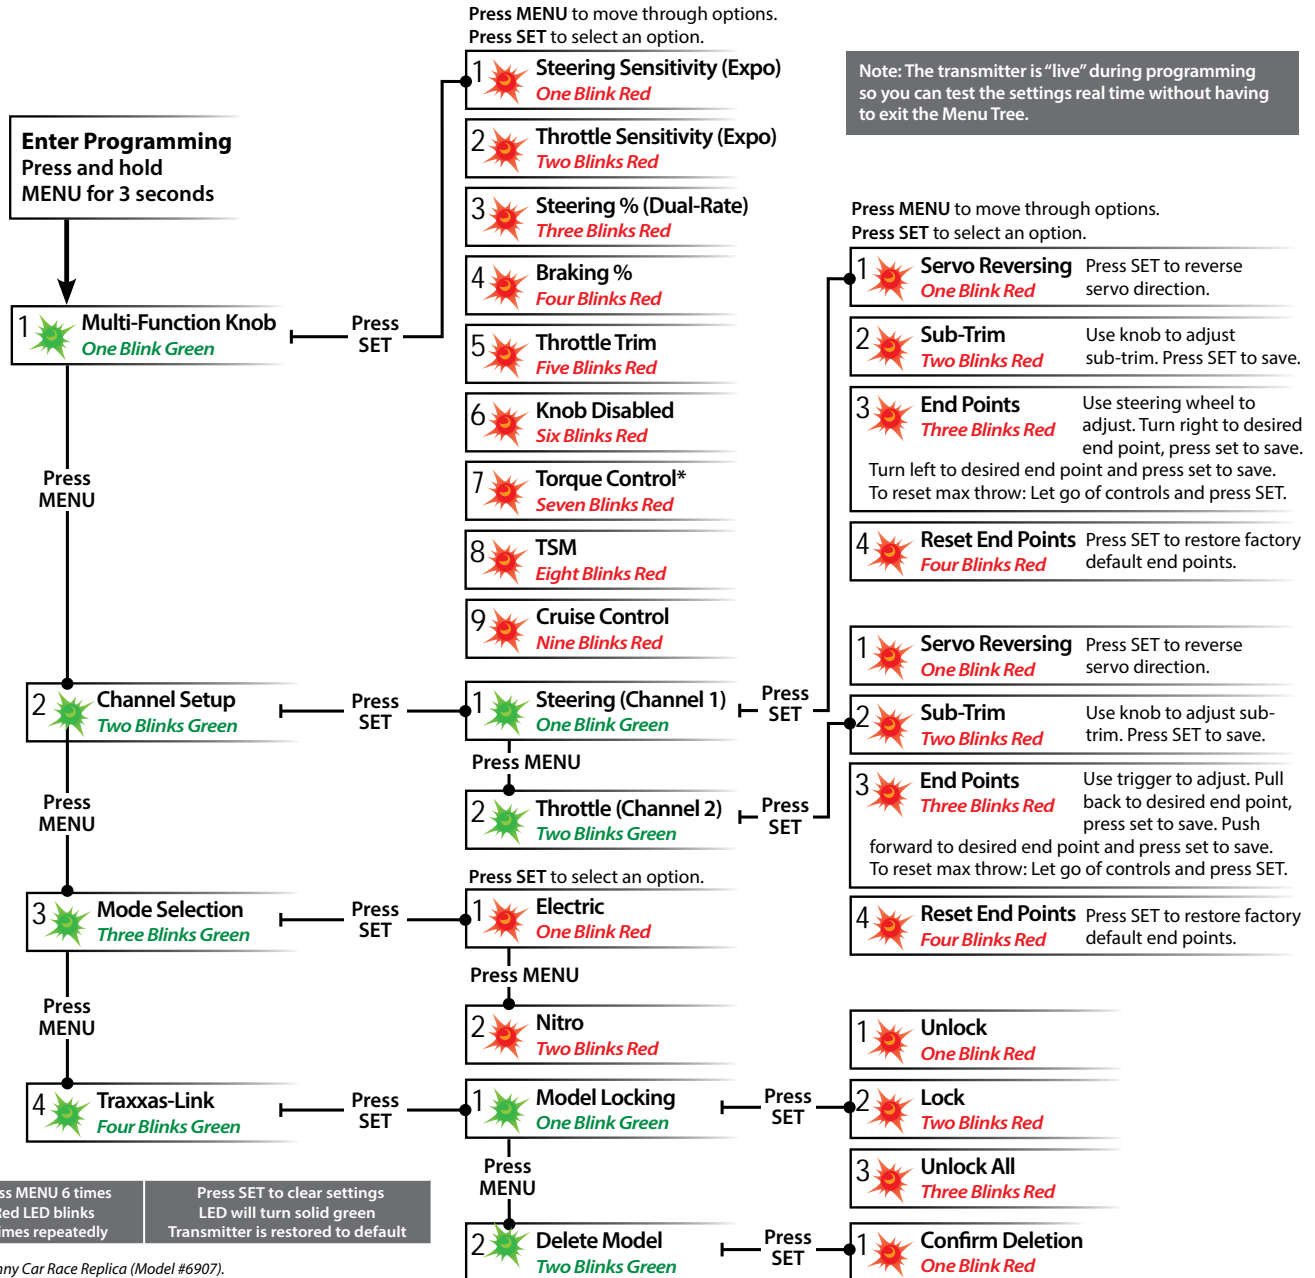 Press MENU to move through options.
Press SET to select an option.
1 Steering Sensitivity (Expo)
One Blink Red
2 Throttle Sensitivity (Expo)
Two Blinks Red
3 Steering % (Dual-Rate)
Three Blinks Red
4 Braking %
Four Blinks Red
5 Throttle Trim
Five Blinks Red
6 Knob Disabled
Six Blinks Red
7 Torque Control*
Seven Blinks Red
8 TSM
Eight Blinks Red
9 Cruise Control
Nine Blinks Red
Note: The transmitter is “live” during programming
so you can test the settings real time without having
to exit the Menu Tree.
Enter Programming
Press and hold
MENU for 3 seconds
1 Multi-Function Knob
One Blink Green
Press
SET
Press
MENU
2 Channel Setup
Two Blinks Green
Press
SET
1 Steering (Channel 1)
One Blink Green
Press
SET
Press MENU
2 Throttle (Channel 2)
Two Blinks Green
Press
SET
Press MENU to move through options.
Press SET to select an option.
1 Servo Reversing
One Blink Red
Press SET to reverse
servo direction.
2 Sub-Trim
Two Blinks Red
Use knob to adjust
sub-trim. Press SET to save.
3 End Points
Three Blinks Red
Use steering wheel to
adjust. Turn right to desired
end point, press set to save.
Turn left to desired end point and press set to save.
To reset max throw: Let go of controls and press SET.
4 Reset End Points
Four Blinks Red
Press SET to restore factory
default end points.
1 Servo Reversing
One Blink Red
Press SET to reverse
servo direction.
2 Sub-Trim
Two Blinks Red
Use knob to adjust sub-
trim. Press SET to save.
3 End Points
Three Blinks Red
Use trigger to adjust. Pull
back to desired end point,
press set to save. Push
forward to desired end point and press set to save.
To reset max throw: Let go of controls and press SET.
4 Reset End Points
Four Blinks Red
Press SET to restore factory
default end points.
Press
MENU
3 Mode Selection
Three Blinks Green
Press
SET
Press SET to select an option.
1 Electric
One Blink Red
Press MENU
2 Nitro
Two Blinks Red
Press
MENU
4 Traxxas-Link
Four Blinks Green
Press
SET
1 Model Locking
One Blink Green
Press
SET
1 Unlock
One Blink Red
2 Lock
Two Blinks Red
3 Unlock All
Three Blinks Red
Press
MENU
2 Delete Model
Two Blinks Green
Press
SET
1 Confirm Deletion
One Blink Red
MENU 6 times
Red LED blinks
times repeatedly
Press SET to clear settings
LED will turn solid green
Transmitter is restored to default
Car Race Replica (Model #6907).